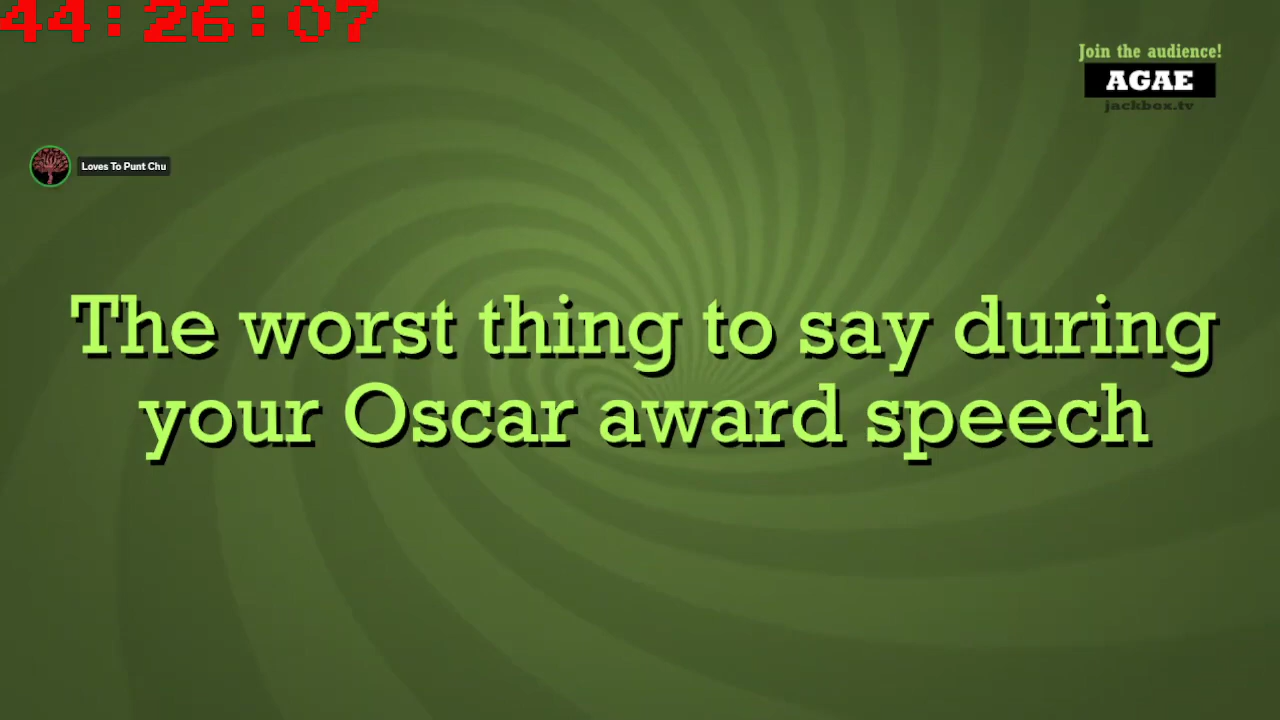 44:26:07
Join the audience!
AGAE
jackbox.tv
Loves To Punt Chu
The worst thing to say during
your Oscar award speech